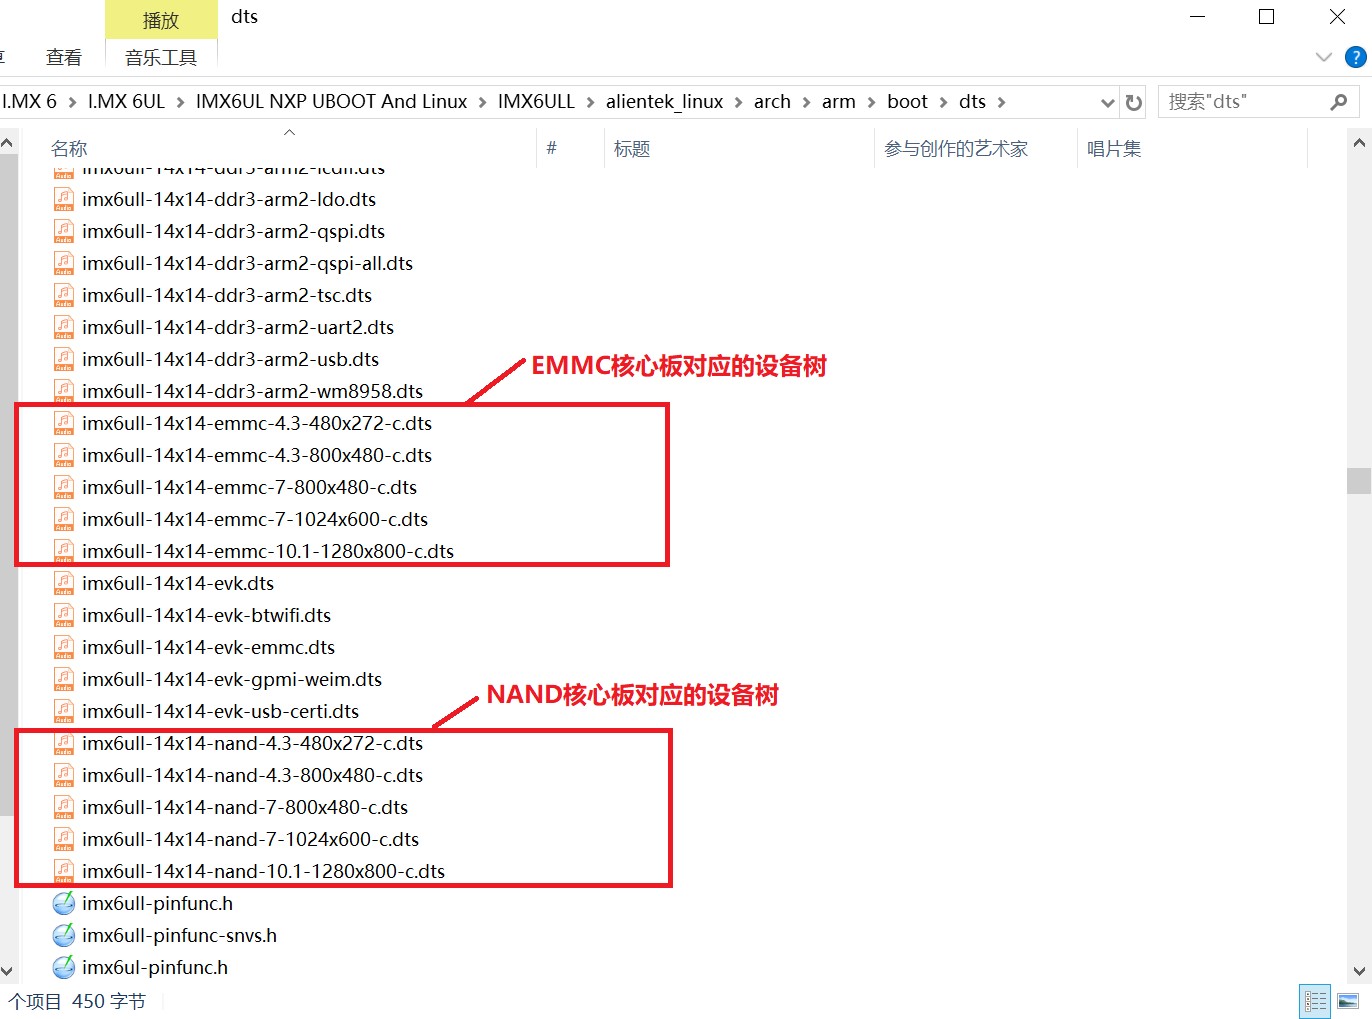 播放
dts
查看
音乐工具
I.MX 6 > I.MX 6UL > IMX6UL NXP UBOOT And Linux > IMX6ULL > alientek_linux > arch > arm > boot > dts >
搜索"dts"
名称 # 标题 参与创作的艺术家 唱片集
imx6ull-14x14-ddr3-arm2-lcdif.dts
imx6ull-14x14-ddr3-arm2-ldo.dts
imx6ull-14x14-ddr3-arm2-qspi.dts
imx6ull-14x14-ddr3-arm2-qspi-all.dts
imx6ull-14x14-ddr3-arm2-tsc.dts
imx6ull-14x14-ddr3-arm2-uart2.dts
imx6ull-14x14-ddr3-arm2-usb.dts
EMMC核心板对应的设备树
imx6ull-14x14-ddr3-arm2-wm8958.dts
imx6ull-14x14-emmc-4.3-480x272-c.dts
imx6ull-14x14-emmc-4.3-800x480-c.dts
imx6ull-14x14-emmc-7-800x480-c.dts
imx6ull-14x14-emmc-7-1024x600-c.dts
imx6ull-14x14-emmc-10.1-1280x800-c.dts
imx6ull-14x14-evk.dts
imx6ull-14x14-evk-btwifi.dts
imx6ull-14x14-evk-emmc.dts
imx6ull-14x14-evk-gpmi-weim.dts
NAND核心板对应的设备树
imx6ull-14x14-evk-usb-certi.dts
imx6ull-14x14-nand-4.3-480x272-c.dts
imx6ull-14x14-nand-4.3-800x480-c.dts
imx6ull-14x14-nand-7-800x480-c.dts
imx6ull-14x14-nand-7-1024x600-c.dts
imx6ull-14x14-nand-10.1-1280x800-c.dts
imx6ull-pinfunc.h
imx6ull-pinfunc-snvs.h
imx6ul-pinfunc.h
个项目 450 字节